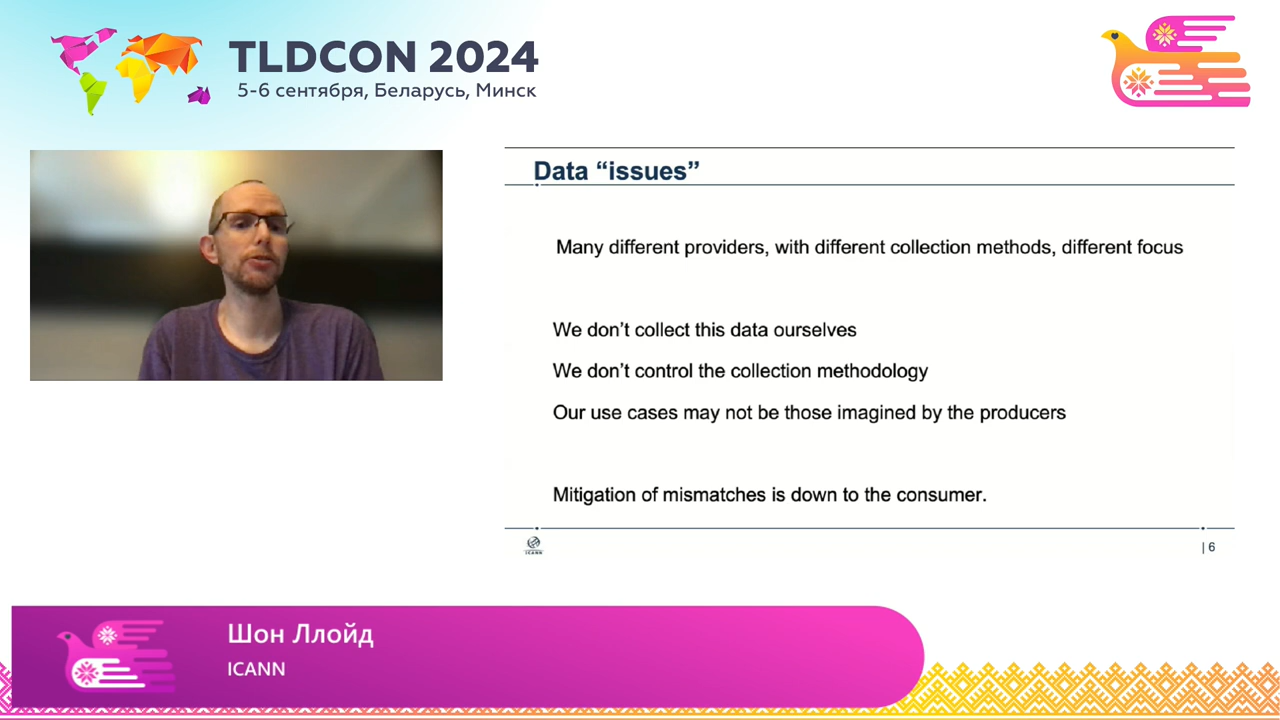 TLDCON 2024
5-6 сентября, Беларусь, Минск
Data “issues”
Many different providers, with different collection methods, different focus
We don’t collect this data ourselves
We don’t control the collection methodology
Our use cases may not be those imagined by the producers
Mitigation of mismatches is down to the consumer.
ICANN
| 6
Шон Ллойд
ICANN